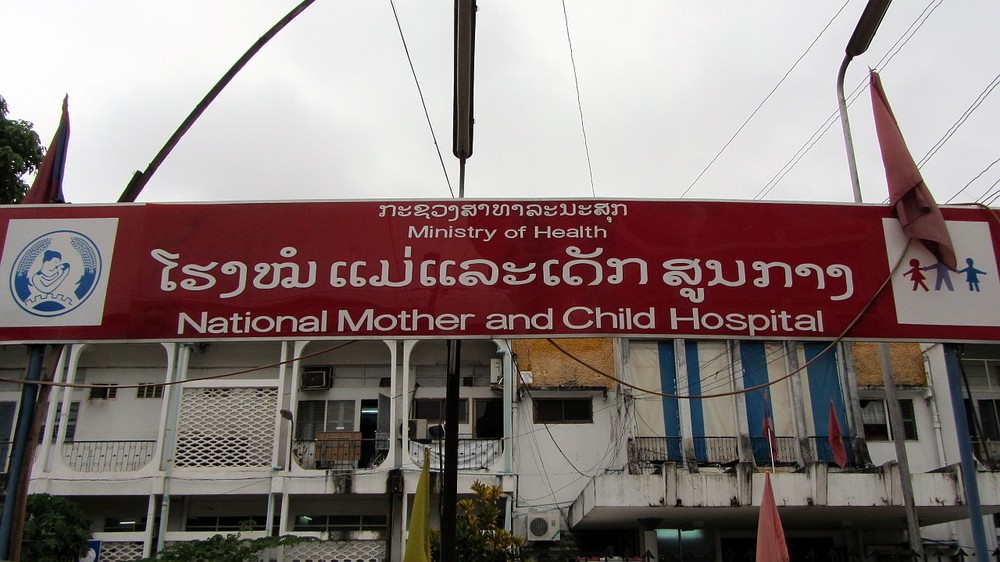 ກະຊວງສາທາລະນະສຸກ
Ministry of Health
ໂຮງໝໍ ແມ່ແລະເດັກ ສູນກາງ
National Mother and Child Hospital